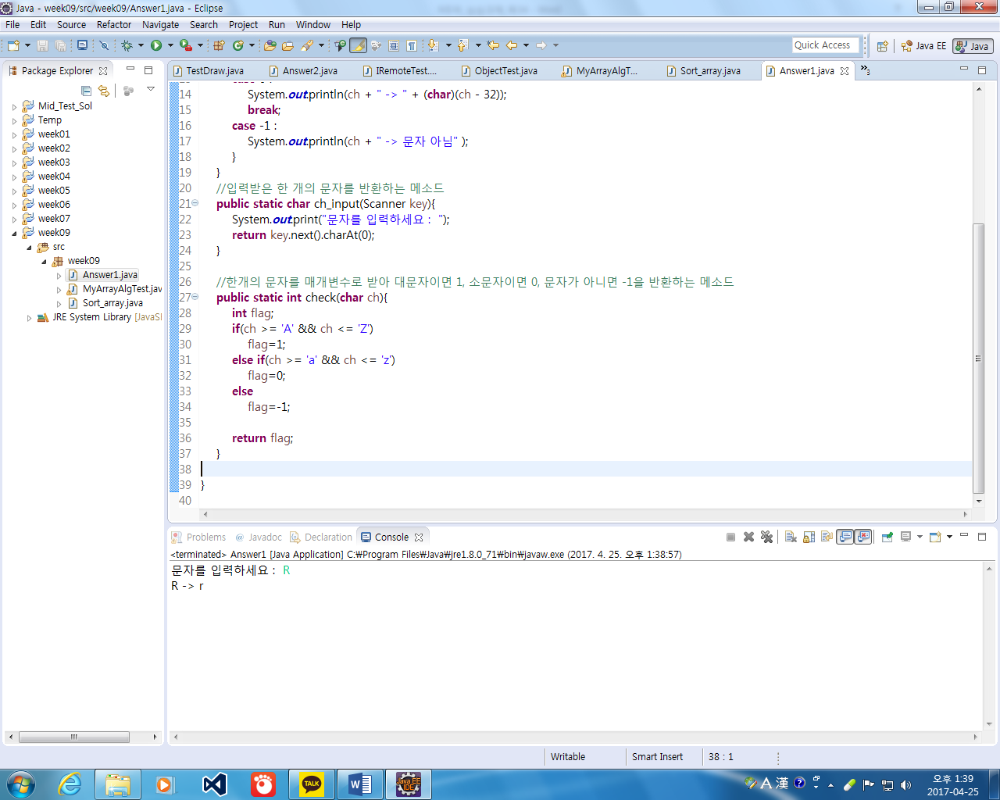 Java - week09/src/week09/Answer1.java - Eclipse
File Edit Source Refactor Navigate Search Project Run Window Help
Quick Access Java EE Java
Package Explorer
Mid_Test_Sol
Temp
week01
week02
week03
week04
week05
week06
week07
week09
src
week09
Answer1.java
MyArrayAlgTest.jav
Sort_array.java
JRE System Library [JavaSE
TestDraw.java Answer2.java IRemoteTest.... ObjectTest.java MyArrayAlgT... Sort_array.java Answer1.java »3
14 System.out.println(ch + " -> " + (char)(ch - 32));
15 break;
16 case -1 :
17 System.out.println(ch + " -> 문자 아님" );
18 }
19 }
20 //입력받은 한 개의 문자를 반환하는 메소드
21 public static char ch_input(Scanner key){
22 System.out.print("문자를 입력하세요 : ");
23 return key.next().charAt(0);
24 }
25
26 //한개의 문자를 매개변수로 받아 대문자이면 1, 소문자이면 0, 문자가 아니면 -1을 반환하는 메소드
27 public static int check(char ch){
28 int flag;
29 if(ch >= 'A' && ch <= 'Z')
30 flag=1;
31 else if(ch >= 'a' && ch <= 'z')
32 flag=0;
33 else
34 flag=-1;
35
36 return flag;
37 }
38
39 }
40
Problems @ Javadoc Declaration Console
<terminated> Answer1 [Java Application] C:₩Program Files₩Java₩jre1.8.0_71₩bin₩javaw.exe (2017. 4. 25. 오후 1:38:57)
문자를 입력하세요 : R
R -> r
Writable Smart Insert 38 : 1
TALK
Java EE
IDE
A 漢
오후 1:39
2017-04-25